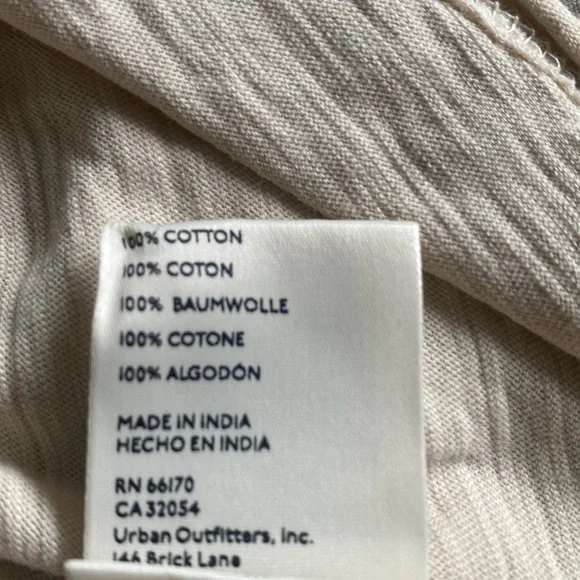 100% COTTON
100% COTON
100% BAUMWOLLE
100% COTONE
100% ALGODÓN
MADE IN INDIA
HECHO EN INDIA
RN 66170
CA 32054
Urban Outfitters, Inc.
146 Brick Lane